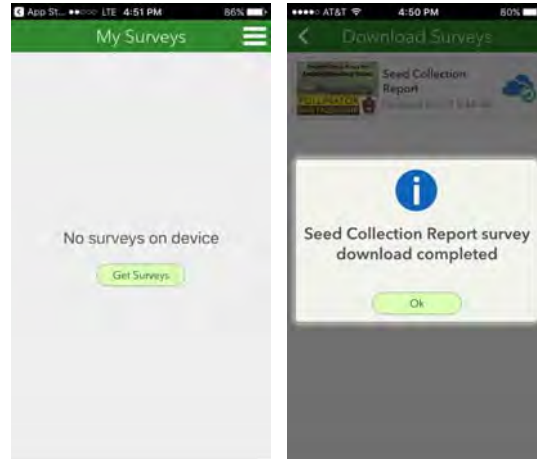 App St... LTE 4:51 PM 86%
My Surveys
No surveys on device
Get Surveys
AT&T 4:50 PM 80%
Download Surveys
Seed Collection
Report
POLLINATOR
Seed Collection Report survey
download completed
Ok